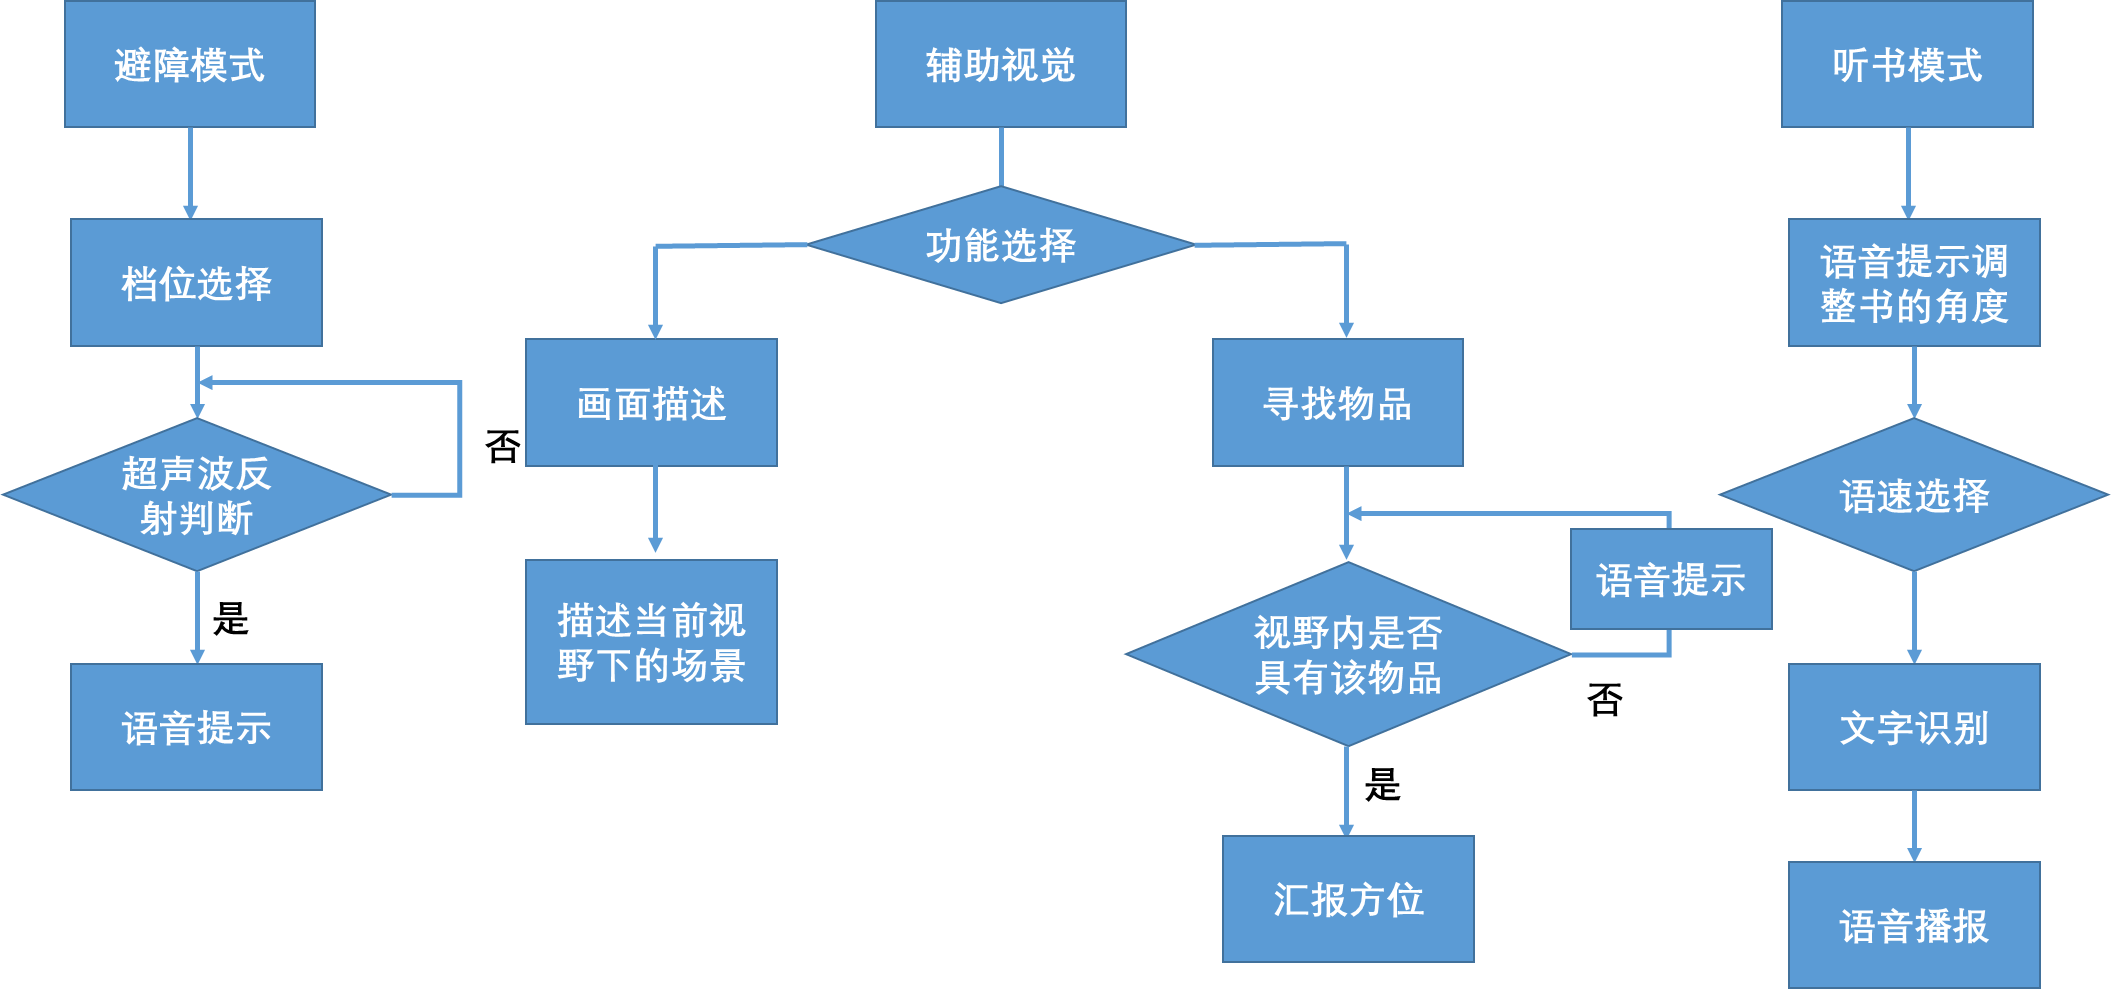 避障模式
辅助视觉
听书模式
功能选择
档位选择
语音提示调
整书的角度
画面描述
寻找物品
否
超声波反
射判断
语速选择
语音提示
是
描述当前视
野下的场景
视野内是否
具有该物品
否
语音提示
文字识别
是
汇报方位
语音播报